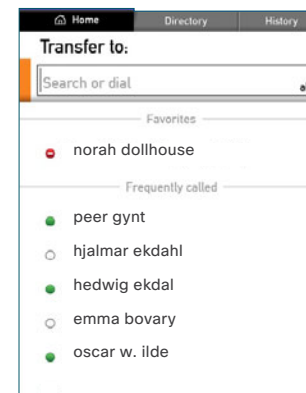 Home Directory History
Transfer to:
Search or dial
Favorites
norah dollhouse
Frequently called
peer gynt
hjalmar ekdahl
hedwig ekdal
emma bovary
oscar w. ilde